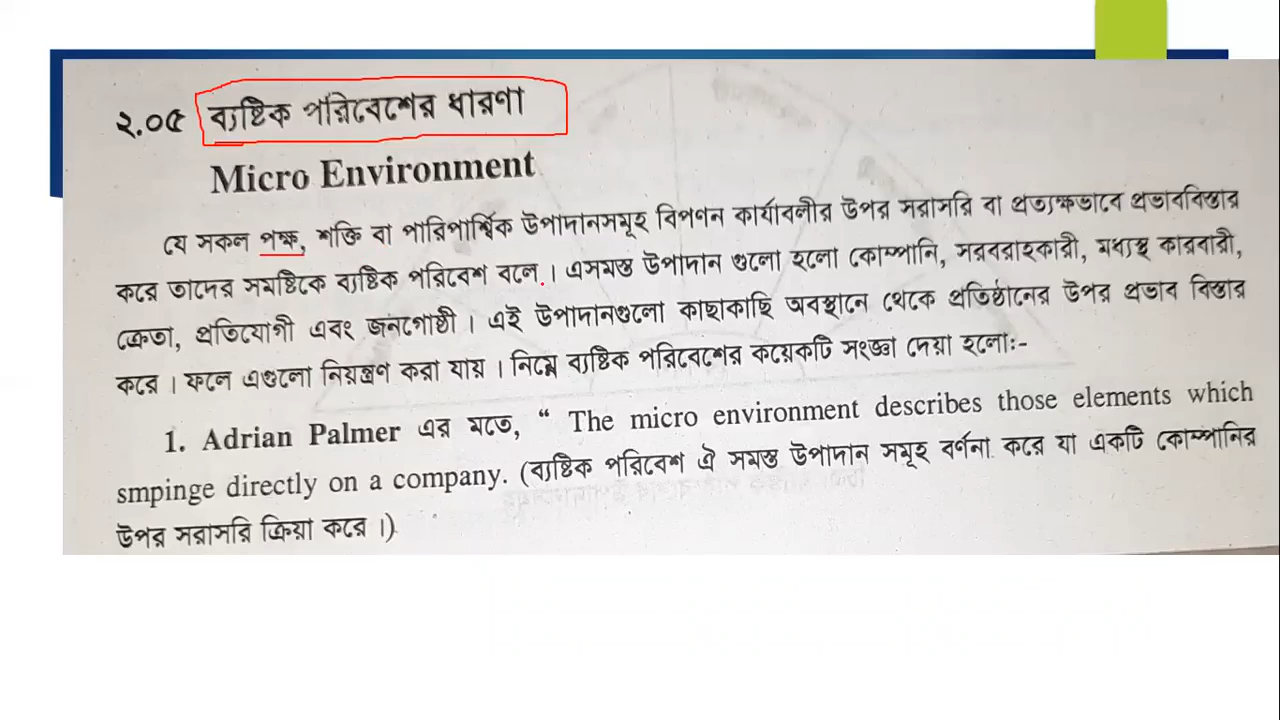 ২.০৫ ব্যষ্টিক পরিবেশের ধারণা
Micro Environment
যে সকল পক্ষ, শক্তি বা পারিপার্শ্বিক উপাদানসমূহ বিপণন কার্যাবলীর উপর সরাসরি বা প্রত্যক্ষভাবে প্রভাববিস্তার
করে তাদের সমষ্টিকে ব্যষ্টিক পরিবেশ বলে। এসমস্ত উপাদান গুলো হলো কোম্পানি, সরবরাহকারী, মধ্যস্থ কারবারী,
ক্রেতা, প্রতিযোগী এবং জনগোষ্ঠী। এই উপাদানগুলো কাছাকাছি অবস্থানে থেকে প্রতিষ্ঠানের উপর প্রভাব বিস্তার
করে। ফলে এগুলো নিয়ন্ত্রণ করা যায়। নিম্নে ব্যষ্টিক পরিবেশের কয়েকটি সংজ্ঞা দেয়া হলো:-
1. Adrian Palmer এর মতে, “ The micro environment describes those elements which
smpinge directly on a company. (ব্যষ্টিক পরিবেশ ঐ সমস্ত উপাদান সমূহ বর্ণনা করে যা একটি কোম্পানির
উপর সরাসরি ক্রিয়া করে।)